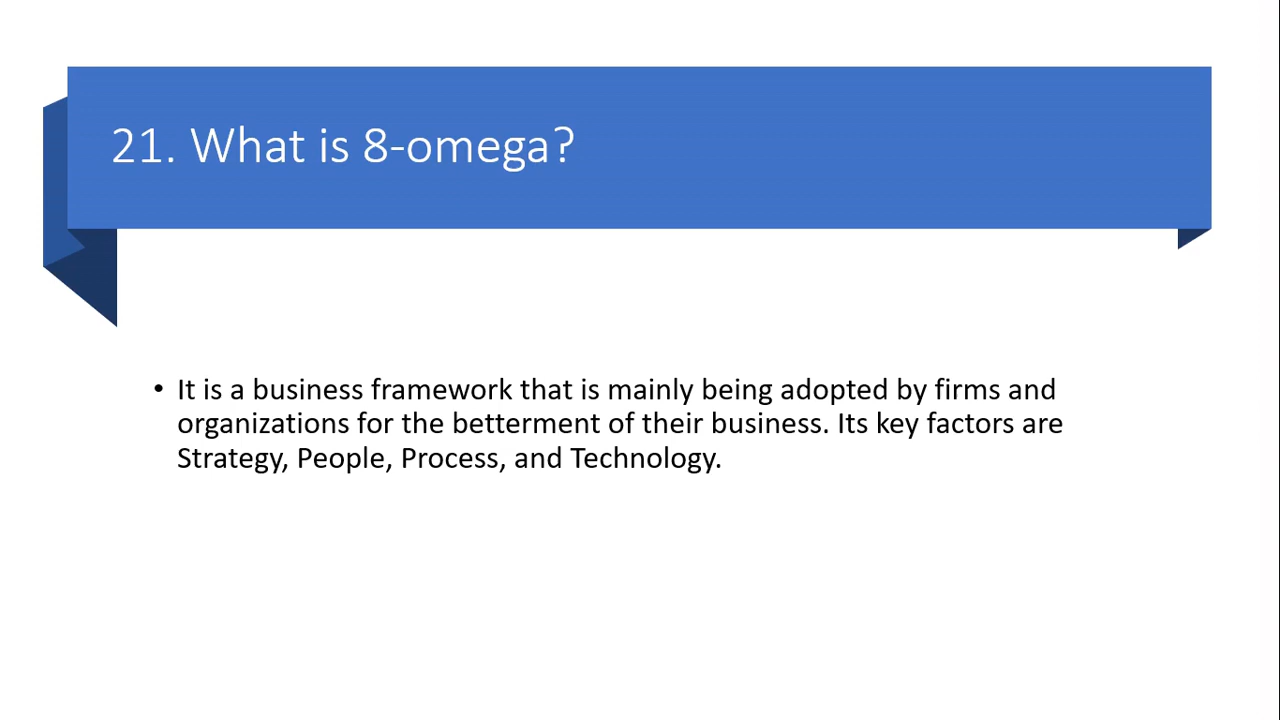 21. What is 8-omega?
• It is a business framework that is mainly being adopted by firms and
organizations for the betterment of their business. Its key factors are
Strategy, People, Process, and Technology.